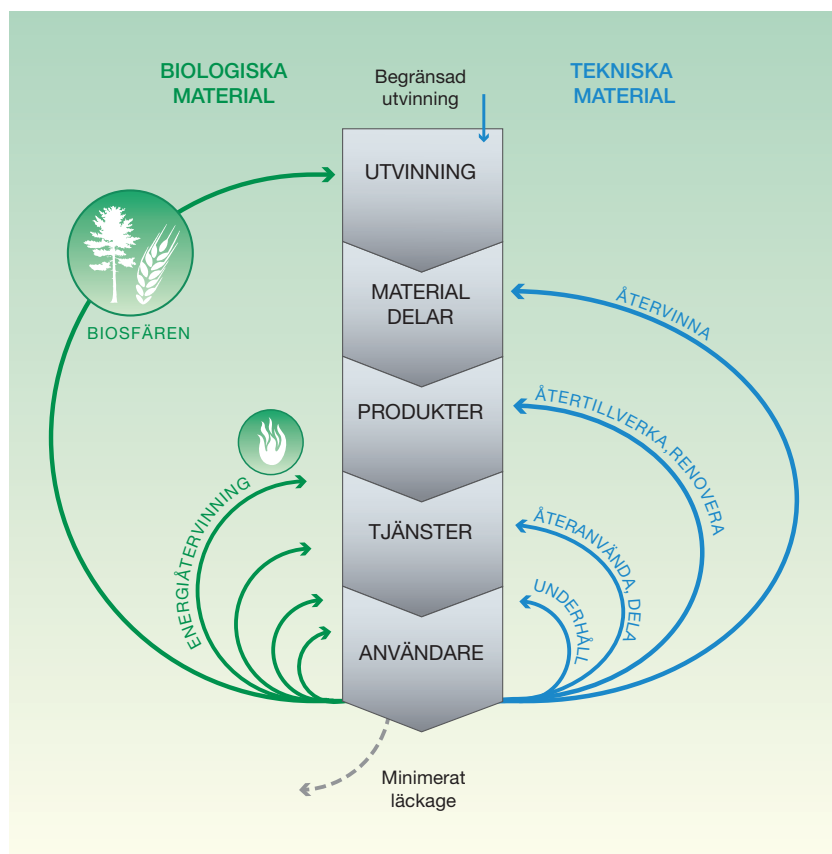 BIOLOGISKA
MATERIAL
Begränsad
utvinning
TEKNISKA
MATERIAL
UTVINNING
MATERIAL
DELAR
ÅTERVINNA
BIOSFÄREN
PRODUKTER
ÅTERTILLVERKA, RENOVERA
ENERGIÅTERVINNING
TJÄNSTER
ÅTERANVÄNDA, DELA
UNDERHÅLL
ANVÄNDARE
Minimerat
läckage